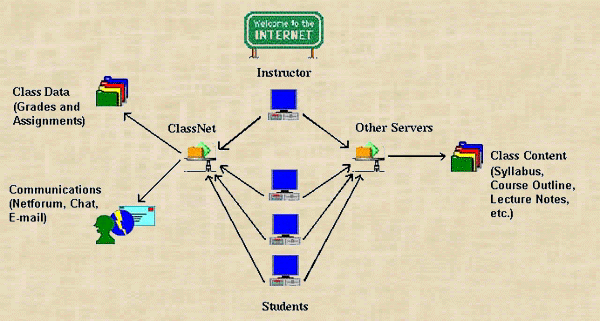 Welcome to the
INTERNET
Instructor
Class Data
(Grades and
Assignments)
ClassNet
Other Servers
Class Content
(Syllabus,
Course Outline,
Lecture Notes,
etc.)
Communications
(Netforum, Chat,
E-mail)
Students